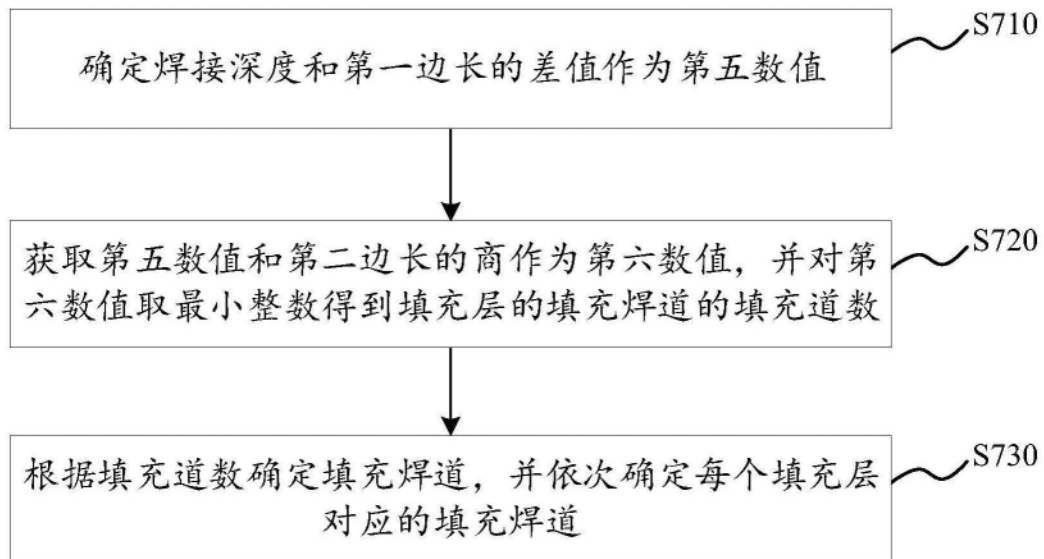 S710
确定焊接深度和第一边长的差值作为第五数值
S720
获取第五数值和第二边长的商作为第六数值，并对第
六数值取最小整数得到填充层的填充焊道的填充道数
S730
根据填充道数确定填充焊道，并依次确定每个填充层
对应的填充焊道